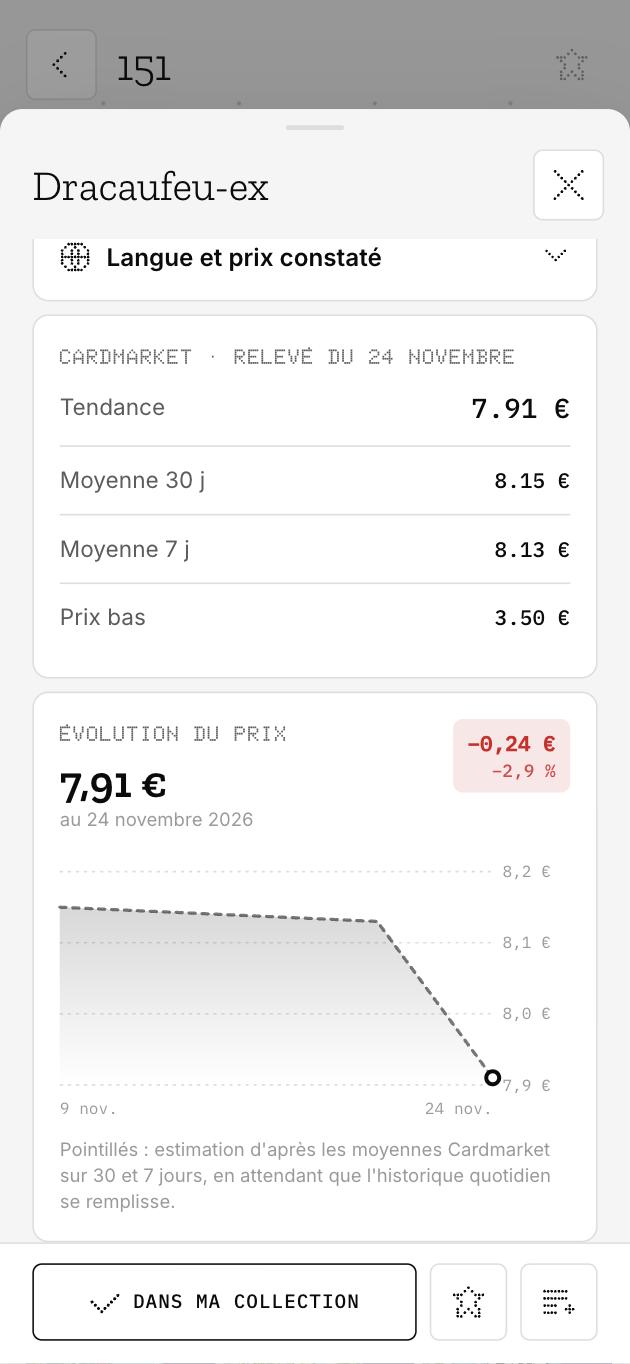 151
Dracaufeu-ex
Langue et prix constaté
CARDMARKET · RELEVÉ DU 24 NOVEMBRE
Tendance 7.91 €
Moyenne 30 j 8.15 €
Moyenne 7 j 8.13 €
Prix bas 3.50 €
ÉVOLUTION DU PRIX
−0,24 €
7,91 €
−2,9 %
au 24 novembre 2026
8,2 €
8,1 €
8,0 €
7,9 €
9 nov. 24 nov.
Pointillés : estimation d'après les moyennes Cardmarket
sur 30 et 7 jours, en attendant que l'historique quotidien
se remplisse.
DANS MA COLLECTION